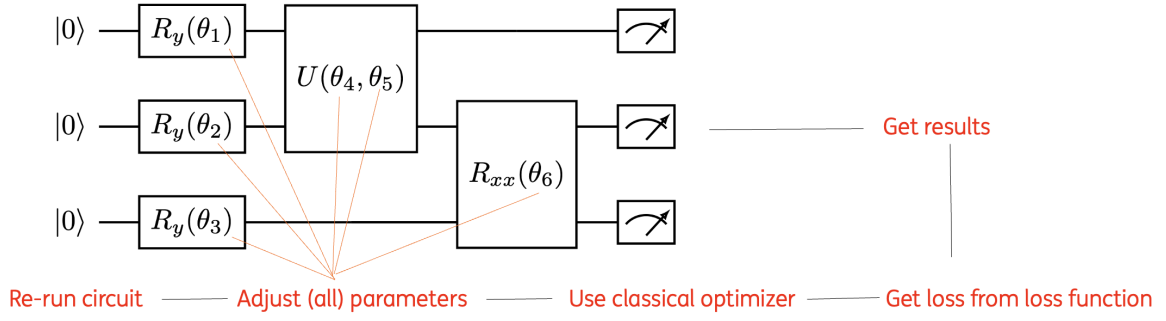 |0⟩ R_y(θ_1)
U(θ_4, θ_5)
|0⟩ R_y(θ_2)
Get results
R_xx(θ_6)
|0⟩ R_y(θ_3)
Re-run circuit Adjust (all) parameters Use classical optimizer Get loss from loss function